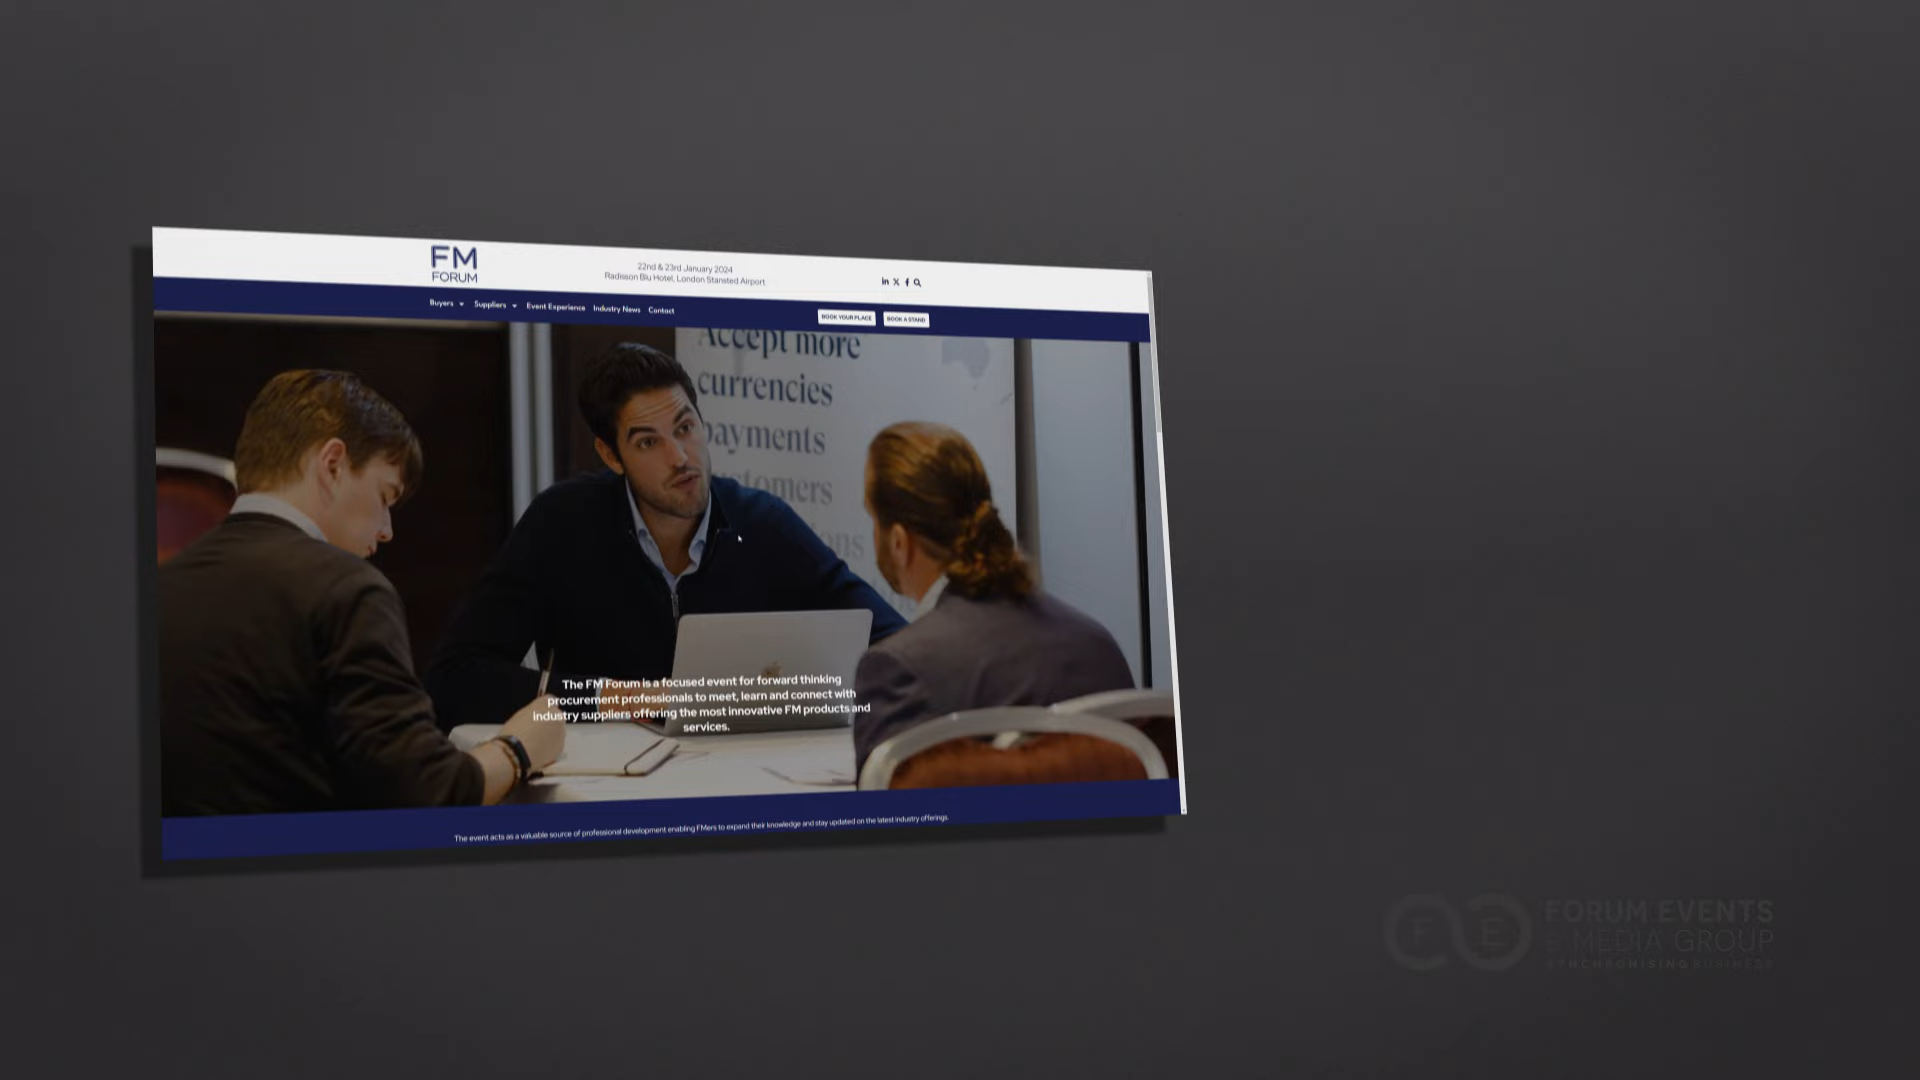 FM
FORUM
22nd & 23rd January 2024
Radisson Blu Hotel, London Stansted Airport
Buyers
Suppliers
Event Experience
Industry News
Contact
BOOK YOUR PLACE
BOOK A STAND
Accept more
currencies
payments
customers
The FM Forum is a focused event for forward thinking
procurement professionals to meet, learn and connect with
industry suppliers offering the most innovative FM products and
services.
The event acts as a valuable source of professional development enabling FMers to expand their knowledge and stay updated on the latest industry offerings.
FORUM EVENTS
& MEDIA GROUP
SYNCHRONISING BUSINESS